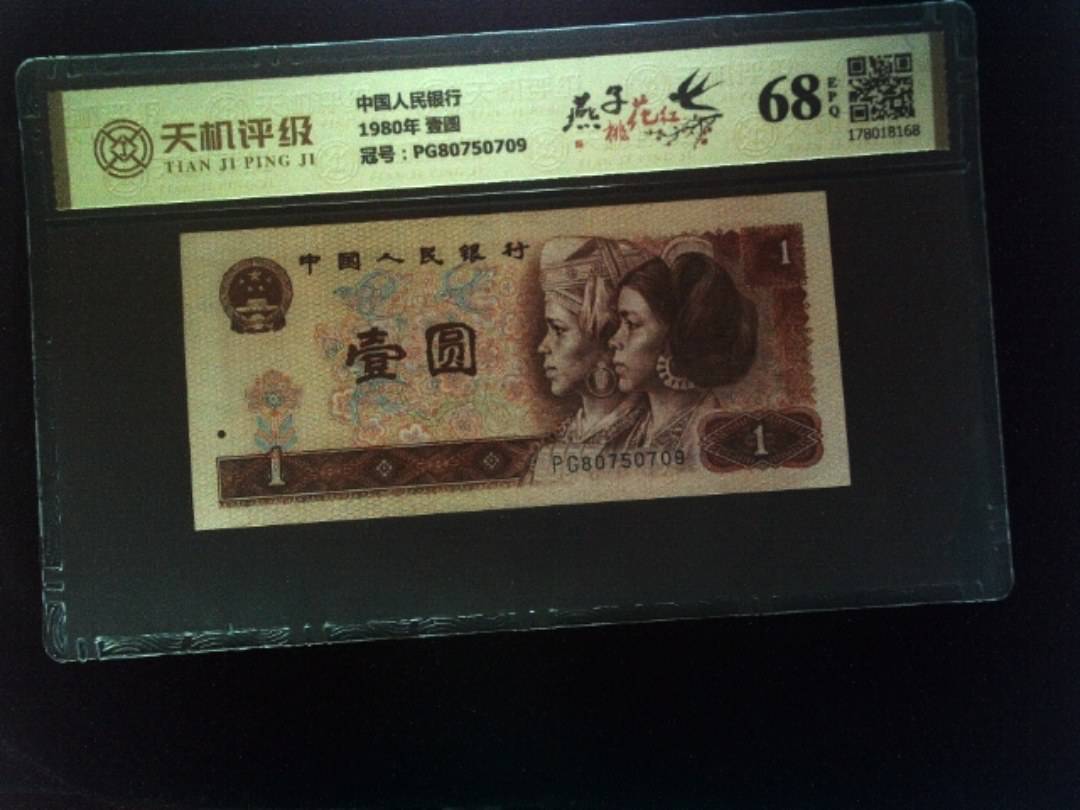 天机评级
TIAN JI PING JI
中国人民银行
1980年 壹圆
冠号：PG80750709
燕子
桃花红
68
EPQ
178018168
中国人民银行
1
壹圆
1
PG80750709
1